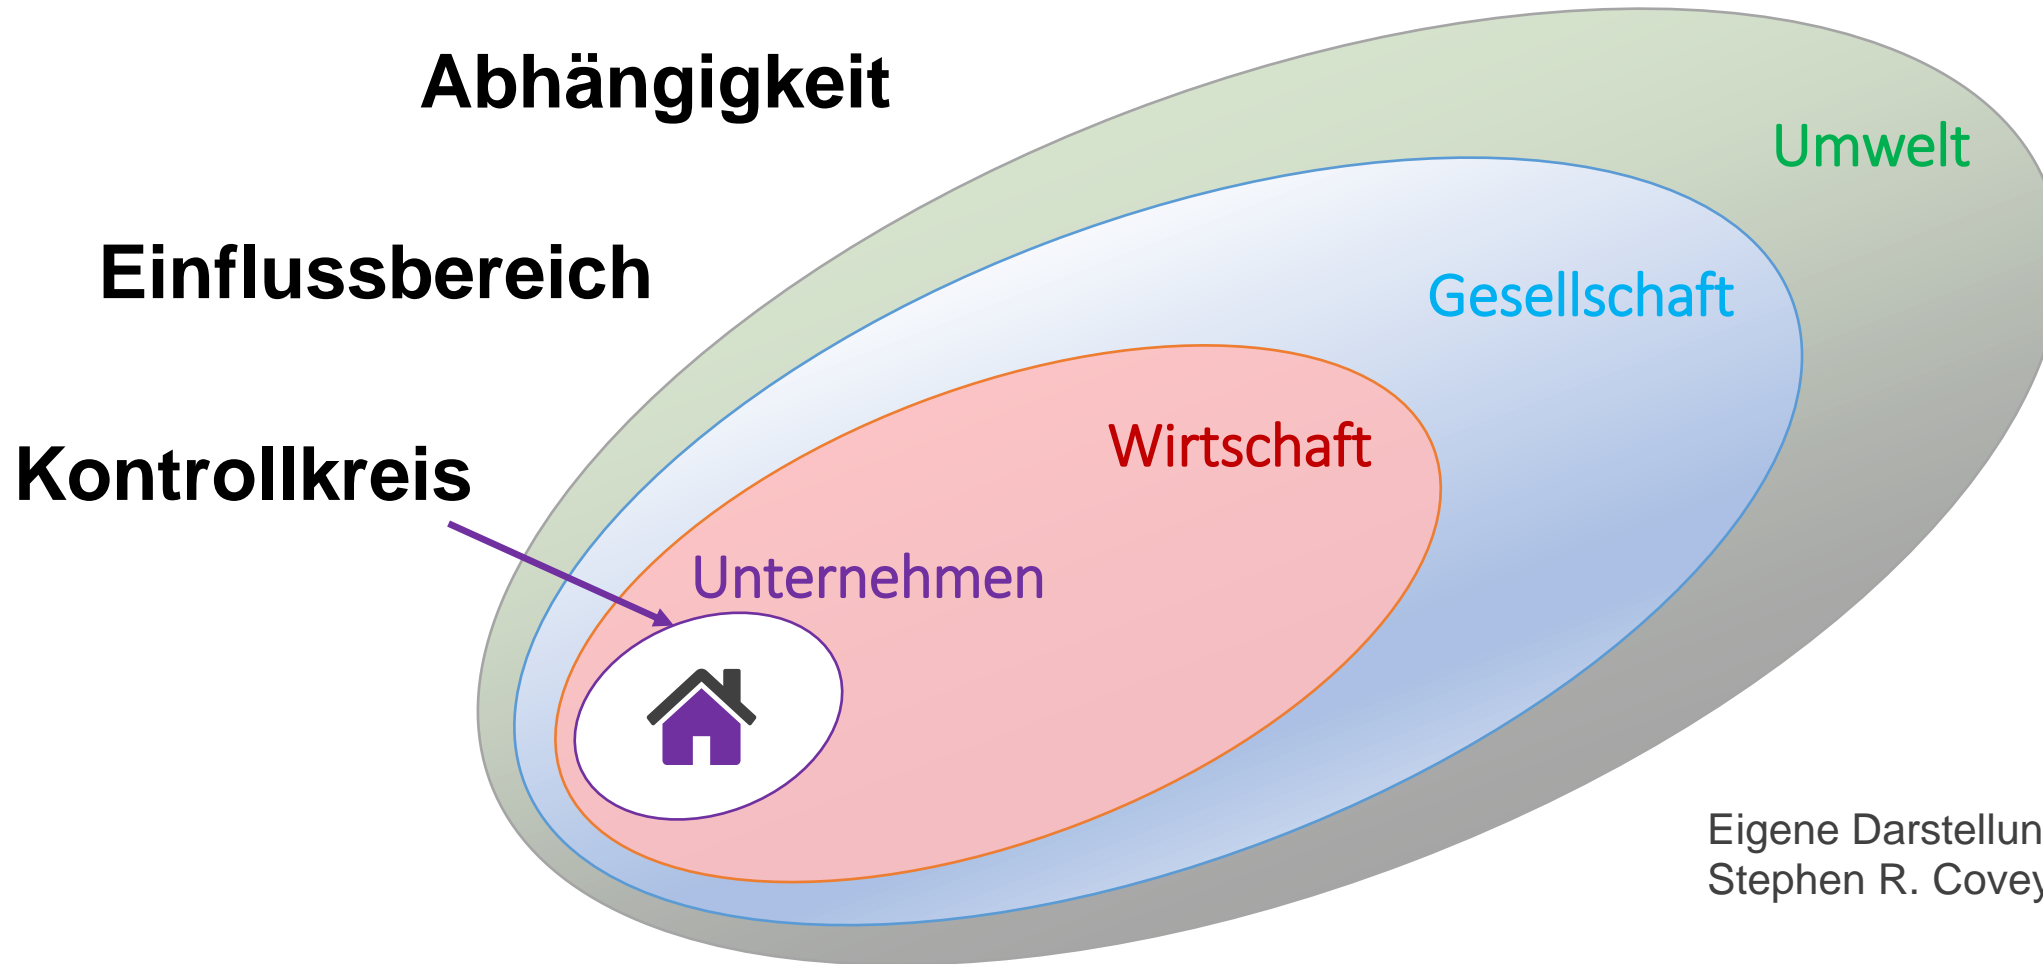 Abhängigkeit
Umwelt
Einflussbereich
Gesellschaft
Kontrollkreis
Wirtschaft
Unternehmen
Eigene Darstellun
Stephen R. Covey